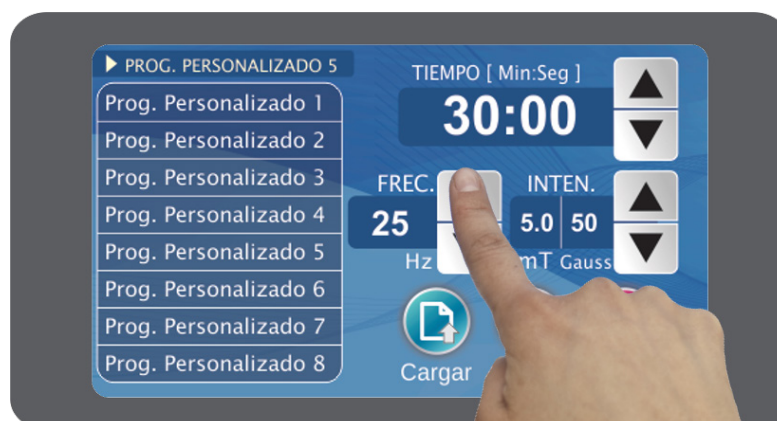 PROG. PERSONALIZADO 5
Prog. Personalizado 1
Prog. Personalizado 2
Prog. Personalizado 3
Prog. Personalizado 4
Prog. Personalizado 5
Prog. Personalizado 6
Prog. Personalizado 7
Prog. Personalizado 8
TIEMPO [ Min:Seg ]
30:00
FREC.
25
Hz
INTEN.
5.0 50
mT Gauss
Cargar